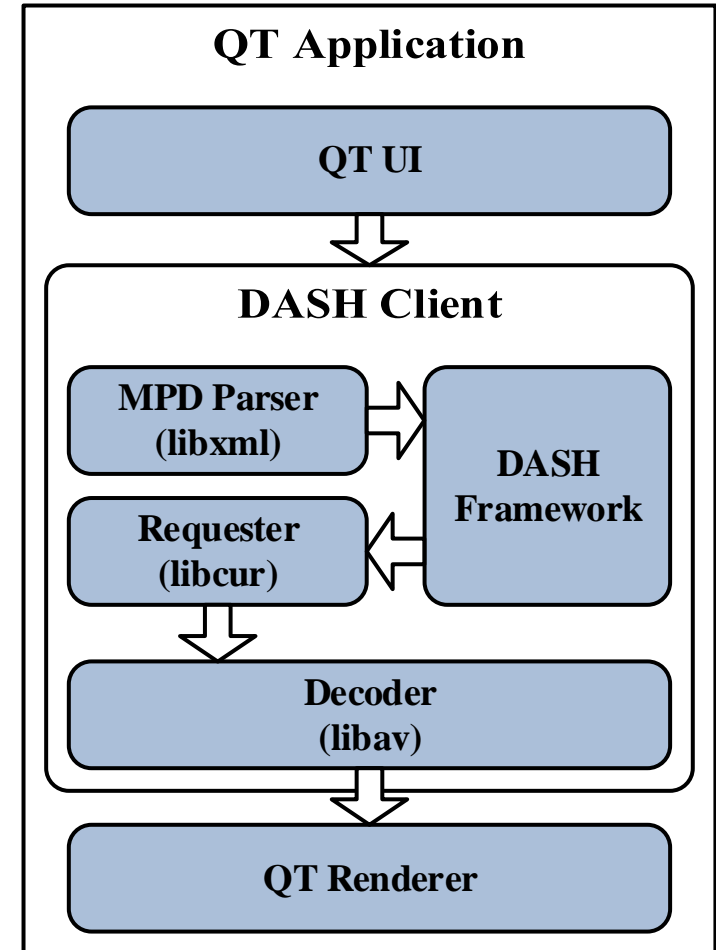 QT Application
QT UI
DASH Client
MPD Parser
(libxml)
DASH
Framework
Requester
(libcur)
Decoder
(libav)
QT Renderer